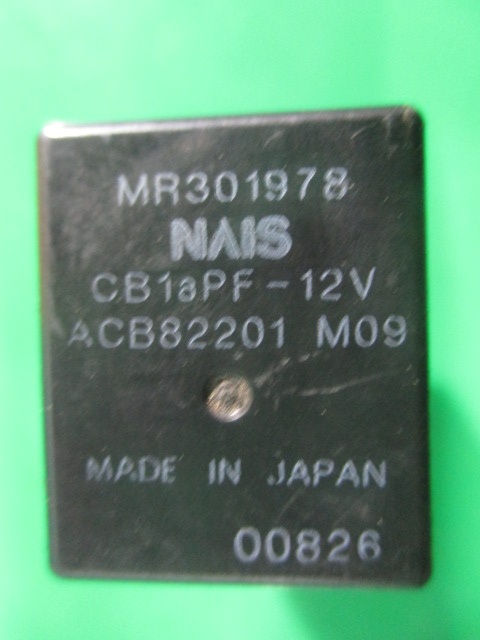 MR301978
NAIS
CB1aPF-12V
ACB82201 M09
MADE IN JAPAN
00826